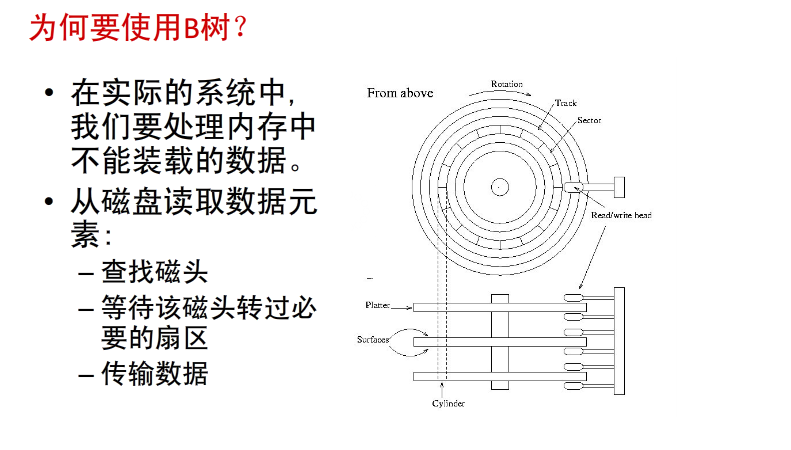 为何要使用B树？
• 在实际的系统中，
我们要处理内存中
不能装载的数据。
• 从磁盘读取数据元
素：
– 查找磁头
– 等待该磁头转过必
要的扇区
– 传输数据
From above
Rotation
Track
Sector
Read/write head
Platter
Surfaces
Cylinder